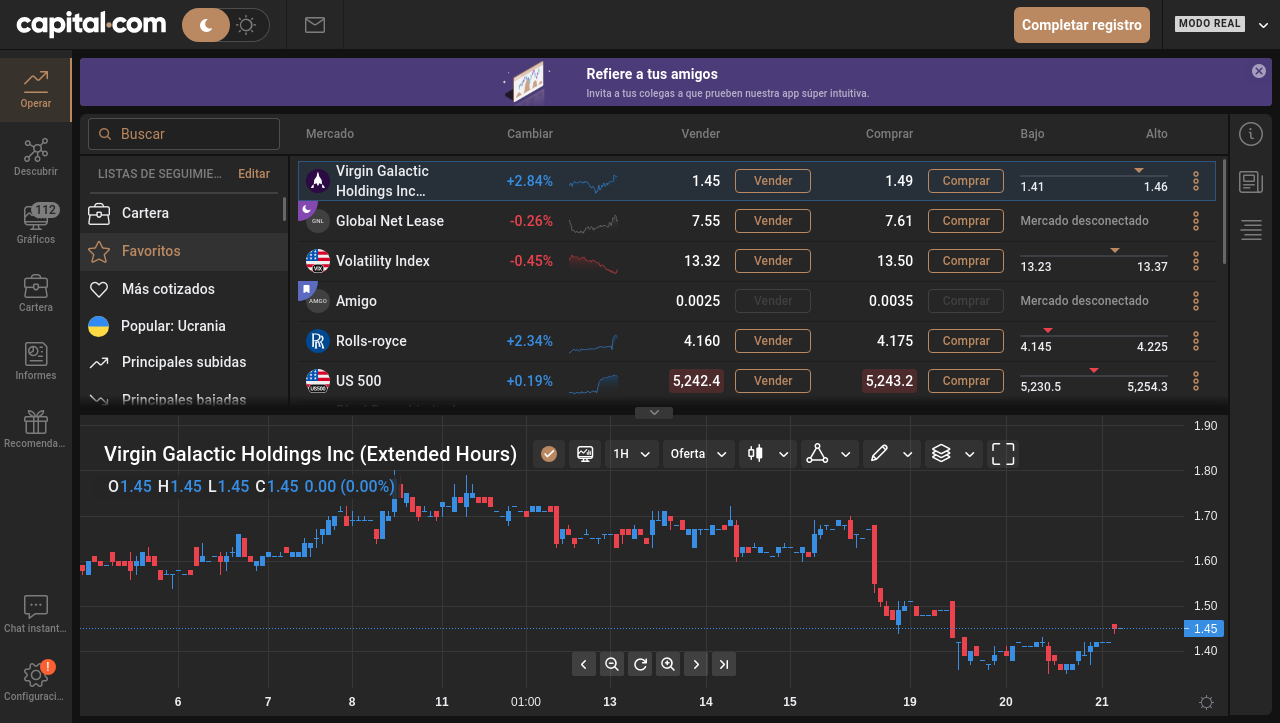 capital.com
Completar registro
MODO REAL
Operar
Descubrir
112
Gráficos
Cartera
Informes
Recomenda...
Chat instant...
!
Configuraci...
Refiere a tus amigos
Invita a tus colegas a que prueben nuestra app súper intuitiva.
Buscar
LISTAS DE SEGUIMIE... Editar
Cartera
Favoritos
Más cotizados
Popular: Ucrania
Principales subidas
Principales bajadas
Mercado Cambiar Vender Comprar Bajo Alto
Virgin Galactic
Holdings Inc... +2.84% 1.45 Vender 1.49 Comprar 1.41 1.46
GNL Global Net Lease -0.26% 7.55 Vender 7.61 Comprar Mercado desconectado
VIX Volatility Index -0.45% 13.32 Vender 13.50 Comprar 13.23 13.37
AMGO Amigo 0.0025 Vender 0.0035 Comprar Mercado desconectado
Rolls-royce +2.34% 4.160 Vender 4.175 Comprar 4.145 4.225
US500 US 500 +0.19% 5,242.4 Vender 5,243.2 Comprar 5,230.5 5,254.3
Virgin Galactic Holdings Inc (Extended Hours) 1H Oferta
O1.45 H1.45 L1.45 C1.45 0.00 (0.00%)
1.90
1.80
1.70
1.60
1.50
1.45
1.40
6 7 8 11 01:00 13 14 15 19 20 21